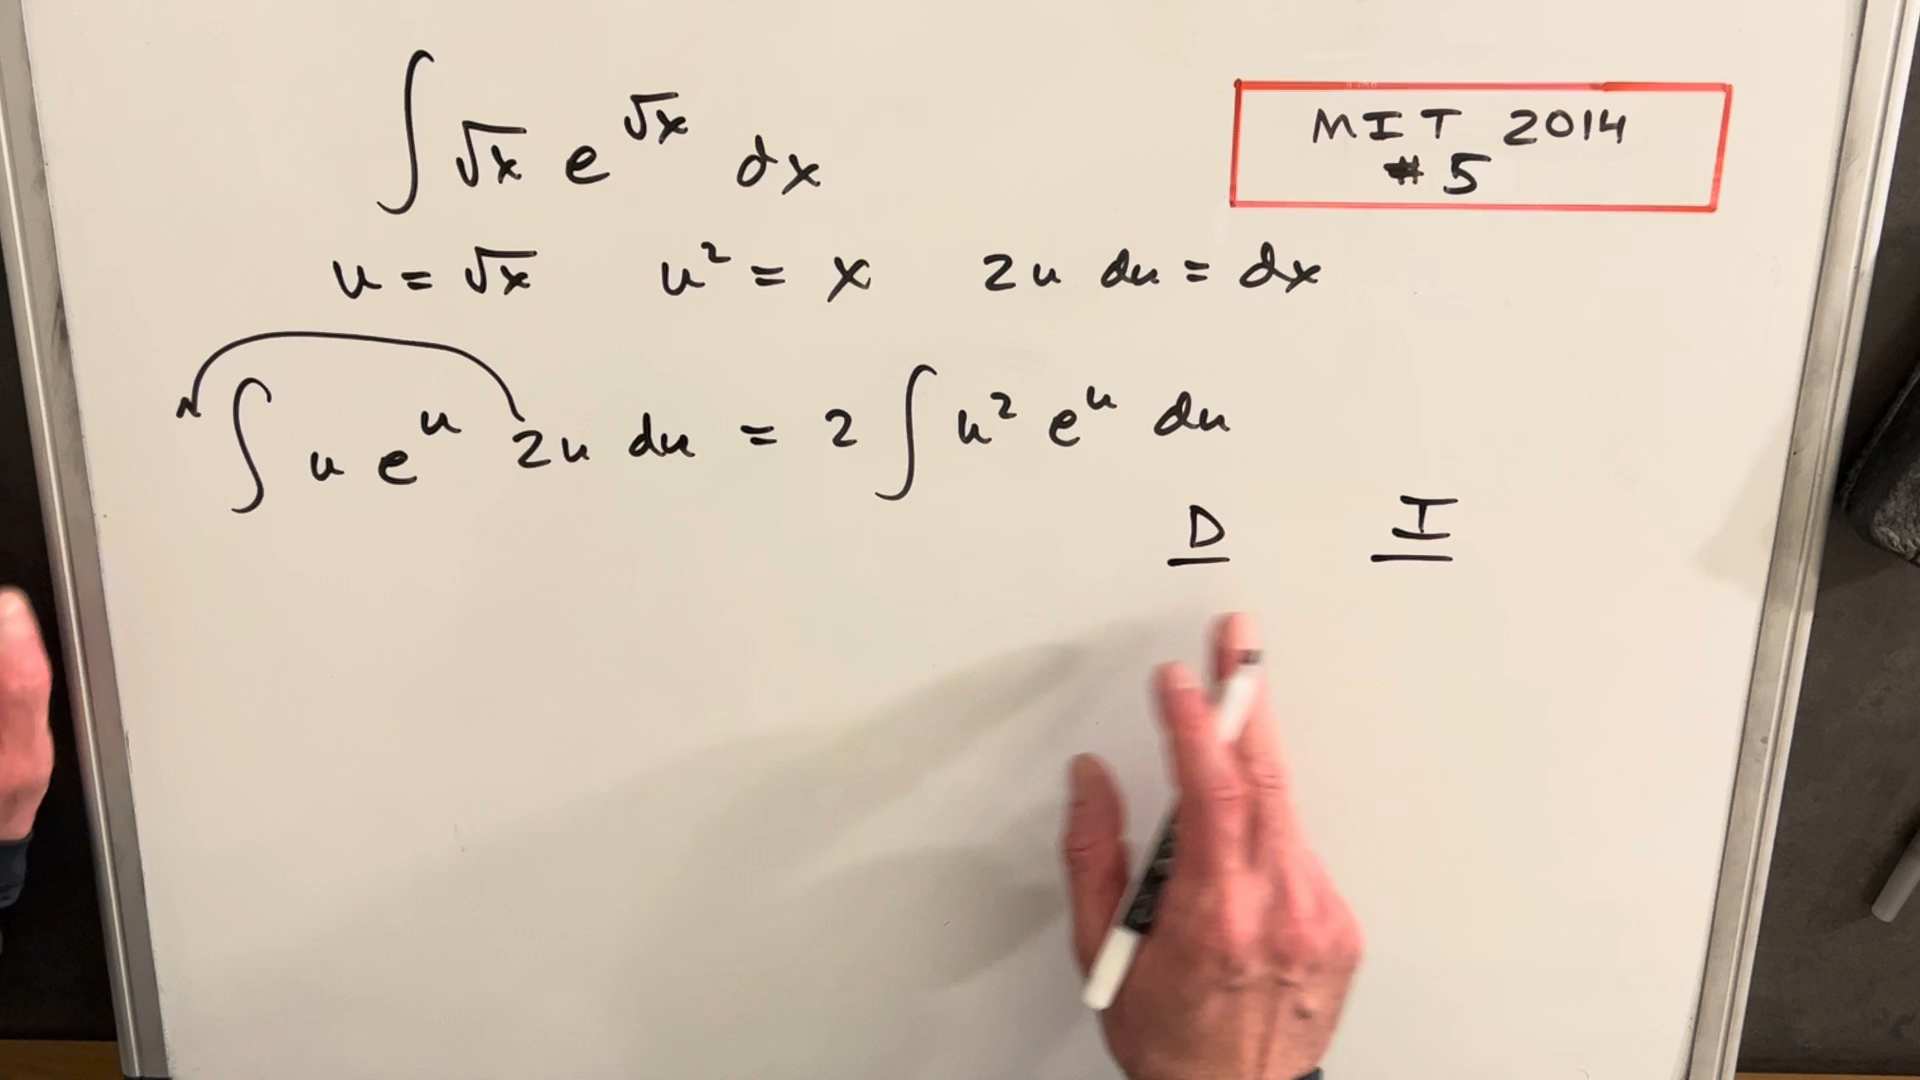 ∫ √x e^√x dx
MIT 2014
# 5
u = √x u² = x 2u du = dx
∫ u e^u 2u du = 2 ∫ u² e^u du
D I